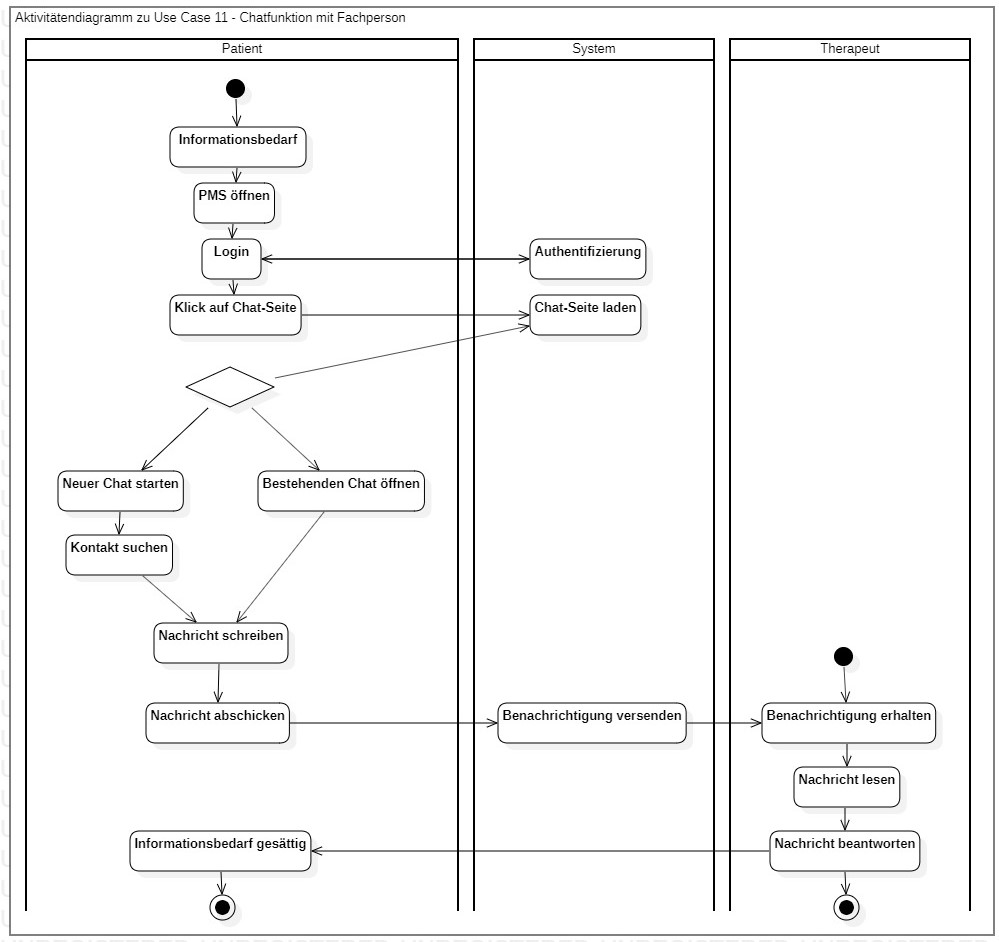 Aktivitätendiagramm zu Use Case 11 - Chatfunktion mit Fachperson
Patient
System
Therapeut
Informationsbedarf
PMS öffnen
Login
Authentifizierung
Klick auf Chat-Seite
Chat-Seite laden
Neuer Chat starten
Bestehenden Chat öffnen
Kontakt suchen
Nachricht schreiben
Nachricht abschicken
Benachrichtigung versenden
Benachrichtigung erhalten
Nachricht lesen
Informationsbedarf gesättig
Nachricht beantworten